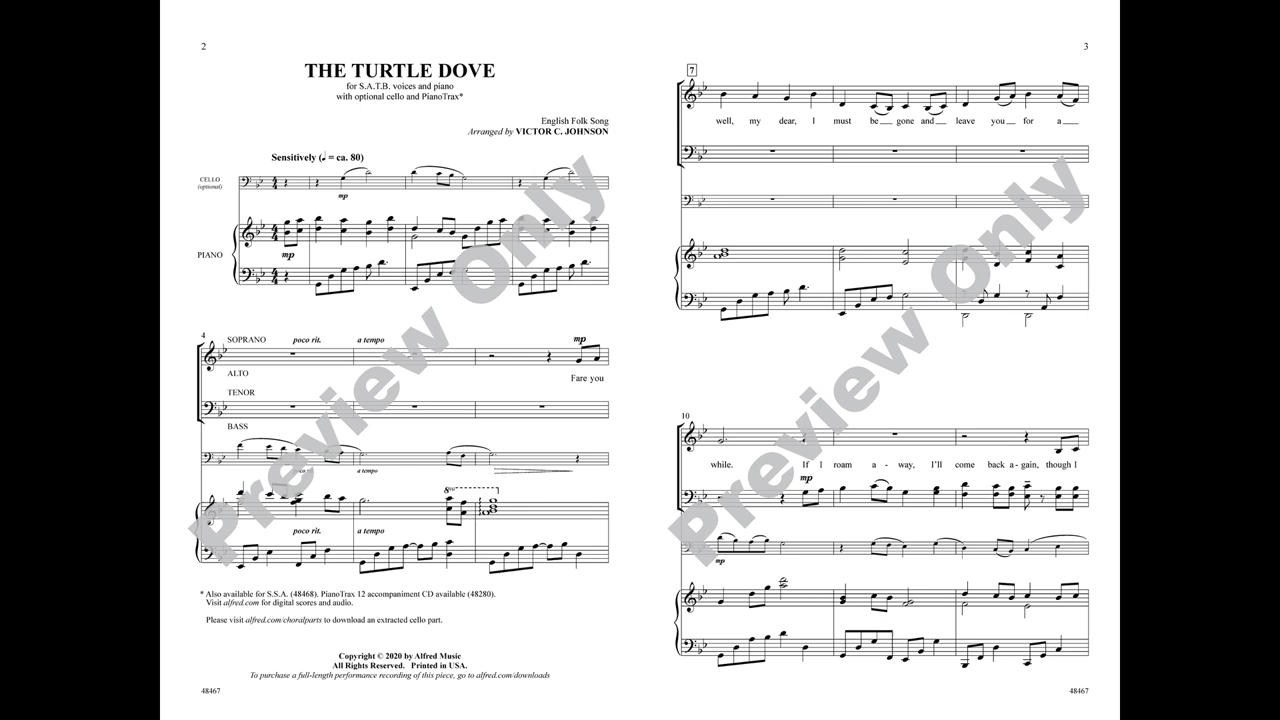 2
THE TURTLE DOVE
for S.A.T.B. voices and piano
with optional cello and PianoTrax*
English Folk Song
Arranged by VICTOR C. JOHNSON
Sensitively (♩ = ca. 80)
CELLO
(optional)
mp
PIANO
mp
4
SOPRANO poco rit. a tempo mp
ALTO
Fare you
TENOR
BASS
poco rit. a tempo
8va
poco rit. a tempo
* Also available for S.S.A. (48468). PianoTrax 12 accompaniment CD available (48280).
Visit alfred.com for digital scores and audio.
Please visit alfred.com/choralparts to download an extracted cello part.
Copyright © 2020 by Alfred Music
All Rights Reserved. Printed in USA.
To purchase a full-length performance recording of this piece, go to alfred.com/downloads
48467
Preview Only
3
7
well, my dear, I must be gone and leave you for a
10
while. If I roam a - way, I'll come back a - gain, though I
mp
mp
48467
Preview Only